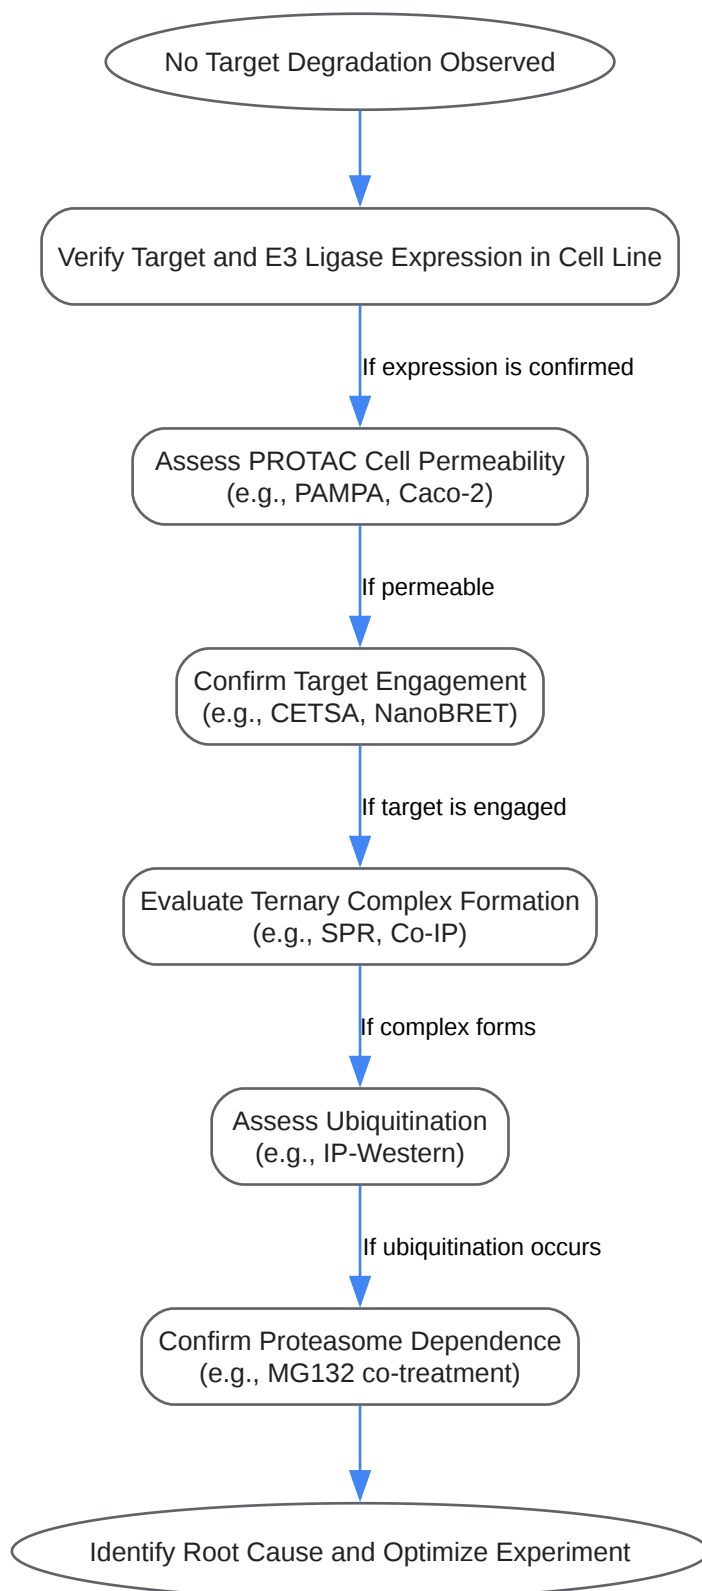 No Target Degradation Observed
Verify Target and E3 Ligase Expression in Cell Line
If expression is confirmed
Assess PROTAC Cell Permeability
(e.g., PAMPA, Caco-2)
If permeable
Confirm Target Engagement
(e.g., CETSA, NanoBRET)
If target is engaged
Evaluate Ternary Complex Formation
(e.g., SPR, Co-IP)
If complex forms
Assess Ubiquitination
(e.g., IP-Western)
If ubiquitination occurs
Confirm Proteasome Dependence
(e.g., MG132 co-treatment)
Identify Root Cause and Optimize Experiment